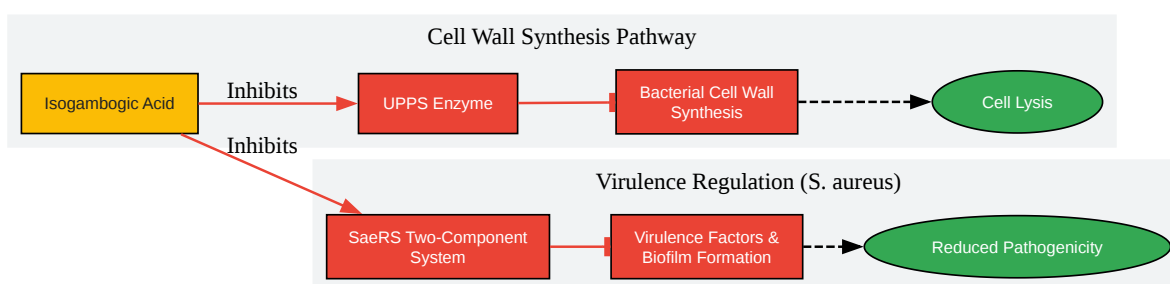 Cell Wall Synthesis Pathway
Isogambogic Acid
Inhibits
UPPS Enzyme
Bacterial Cell Wall
Synthesis
Cell Lysis
Inhibits
Virulence Regulation (S. aureus)
SaeRS Two-Component
System
Virulence Factors &
Biofilm Formation
Reduced Pathogenicity